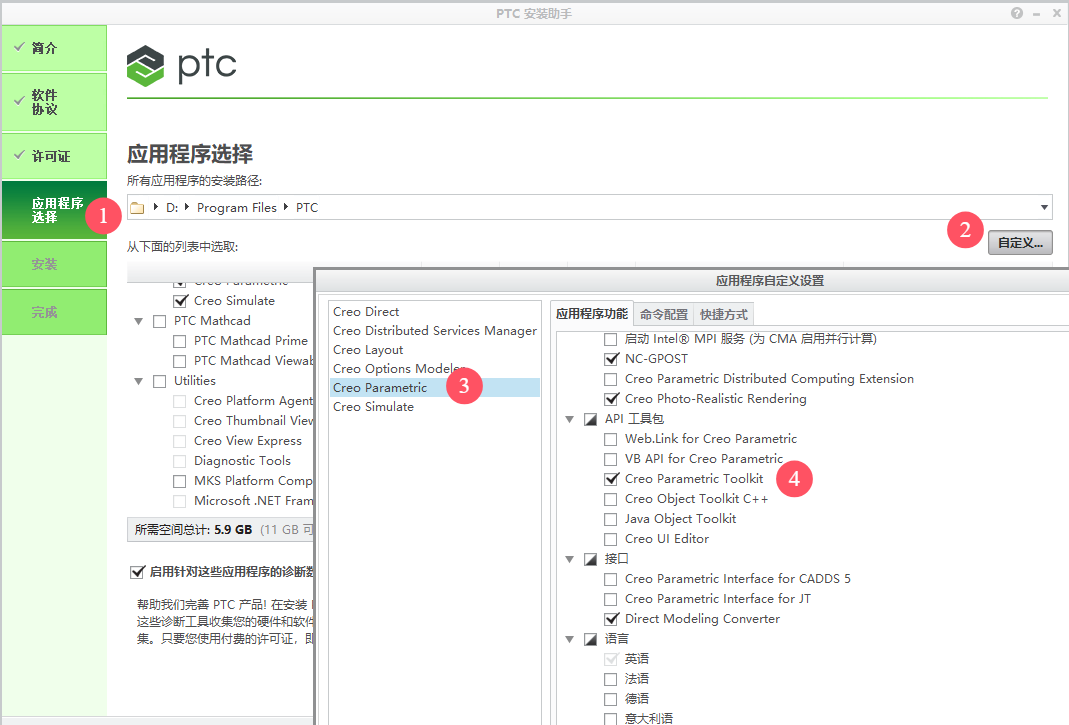 PTC 安装助手
简介
软件
协议
许可证
应用程序
选择
安装
完成
ptc
应用程序选择
所有应用程序的安装路径:
D: Program Files PTC
1
2
从下面的列表中选取:
自定义...
Creo Parametric
Creo Simulate
PTC Mathcad
PTC Mathcad Prime
PTC Mathcad Viewab
Utilities
Creo Platform Agent
Creo Thumbnail View
Creo View Express
Diagnostic Tools
MKS Platform Comp
Microsoft .NET Fram
所需空间总计: 5.9 GB (11 GB 可
启用针对这些应用程序的诊断数
帮助我们完善 PTC 产品! 在安装
这些诊断工具收集您的硬件和软件
集。只要您使用付费的许可证，即
应用程序自定义设置
Creo Direct
Creo Distributed Services Manager
Creo Layout
Creo Options Modeler
Creo Parametric
3
Creo Simulate
应用程序功能 命令配置 快捷方式
启动 Intel® MPI 服务 (为 CMA 启用并行计算)
NC-GPOST
Creo Parametric Distributed Computing Extension
Creo Photo-Realistic Rendering
API 工具包
Web.Link for Creo Parametric
VB API for Creo Parametric
Creo Parametric Toolkit
4
Creo Object Toolkit C++
Java Object Toolkit
Creo UI Editor
接口
Creo Parametric Interface for CADDS 5
Creo Parametric Interface for JT
Direct Modeling Converter
语言
英语
法语
德语
意大利语